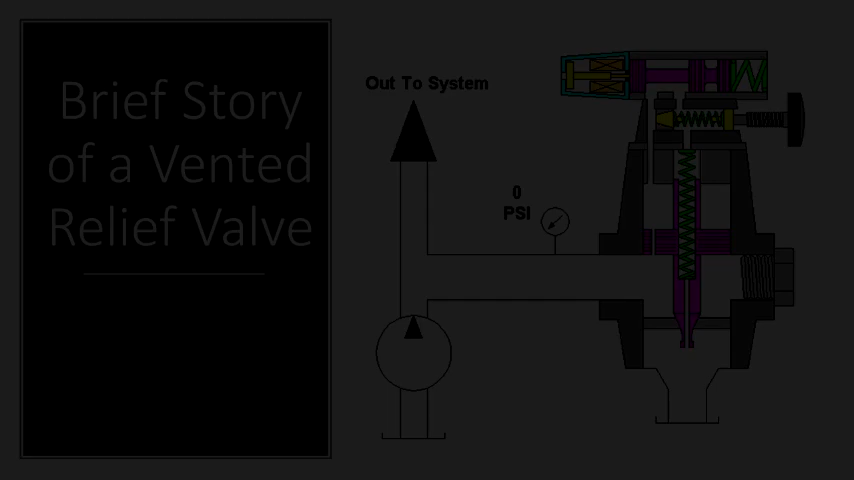 Brief Story
of a Vented
Relief Valve
Out To System
0
PSI